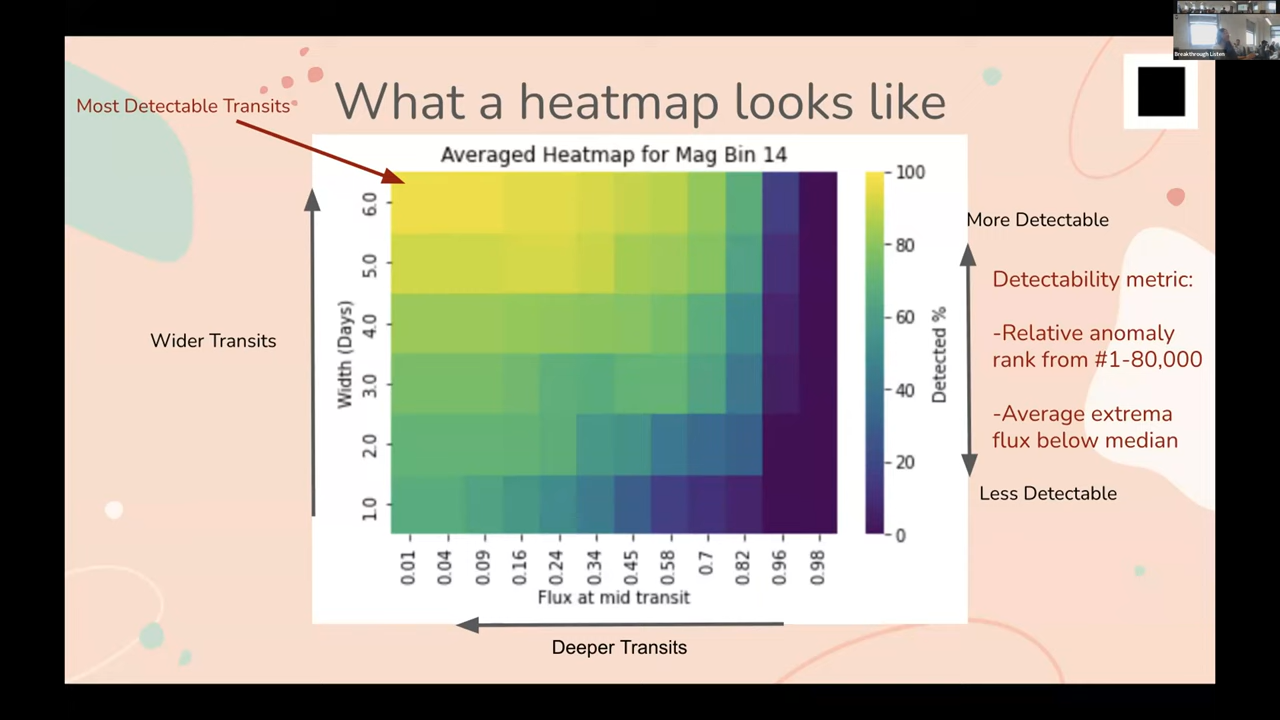 Breakthrough Listen
What a heatmap looks like
Most Detectable Transits
Averaged Heatmap for Mag Bin 14
Wider Transits
Width (Days)
6.0
5.0
4.0
3.0
2.0
1.0
0.01 0.04 0.09 0.16 0.24 0.34 0.45 0.58 0.7 0.82 0.96 0.98
Flux at mid transit
Deeper Transits
100
80
60
40
20
0
Detected %
More Detectable
Detectability metric:
-Relative anomaly
rank from #1-80,000
-Average extrema
flux below median
Less Detectable